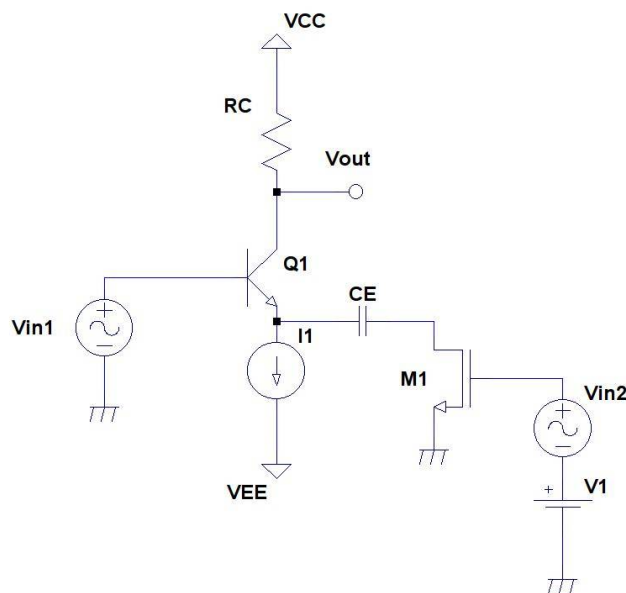 VCC
RC
Vout
Q1
CE
Vin1
+
−
I1
M1
Vin2
+
−
VEE
+
V1